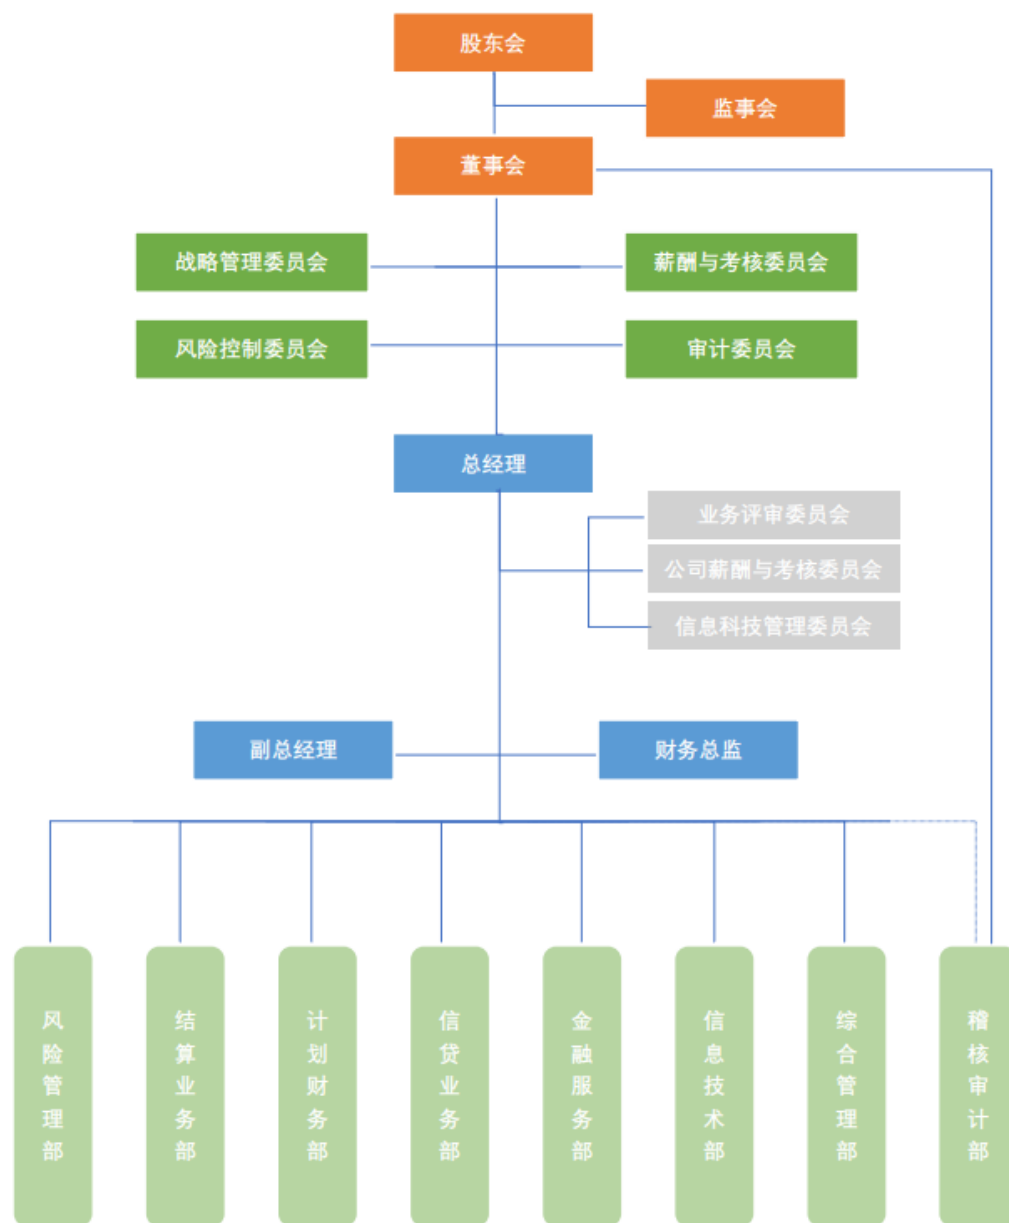 股东会
监事会
董事会
战略管理委员会
薪酬与考核委员会
风险控制委员会
审计委员会
总经理
业务评审委员会
公司薪酬与考核委员会
信息科技管理委员会
副总经理
财务总监
风险管理部
结算业务部
计划财务部
信贷业务部
金融服务部
信息技术部
综合管理部
稽核审计部